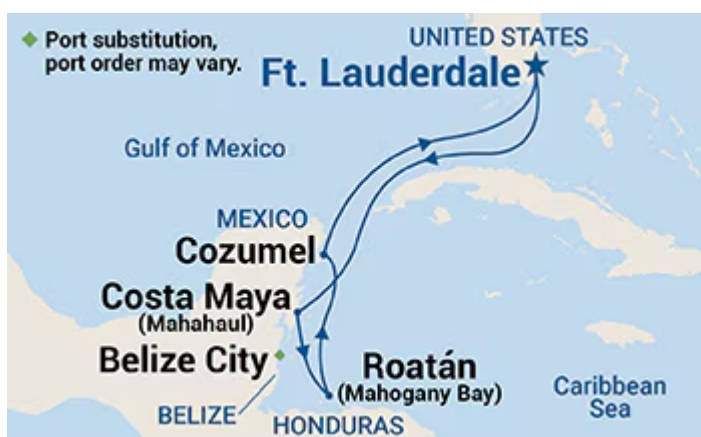 Port substitution,
port order may vary.
UNITED STATES
Ft. Lauderdale
Gulf of Mexico
MEXICO
Cozumel
Costa Maya
(Mahahaul)
Belize City
Roatán
(Mahogany Bay)
Caribbean
Sea
BELIZE
HONDURAS